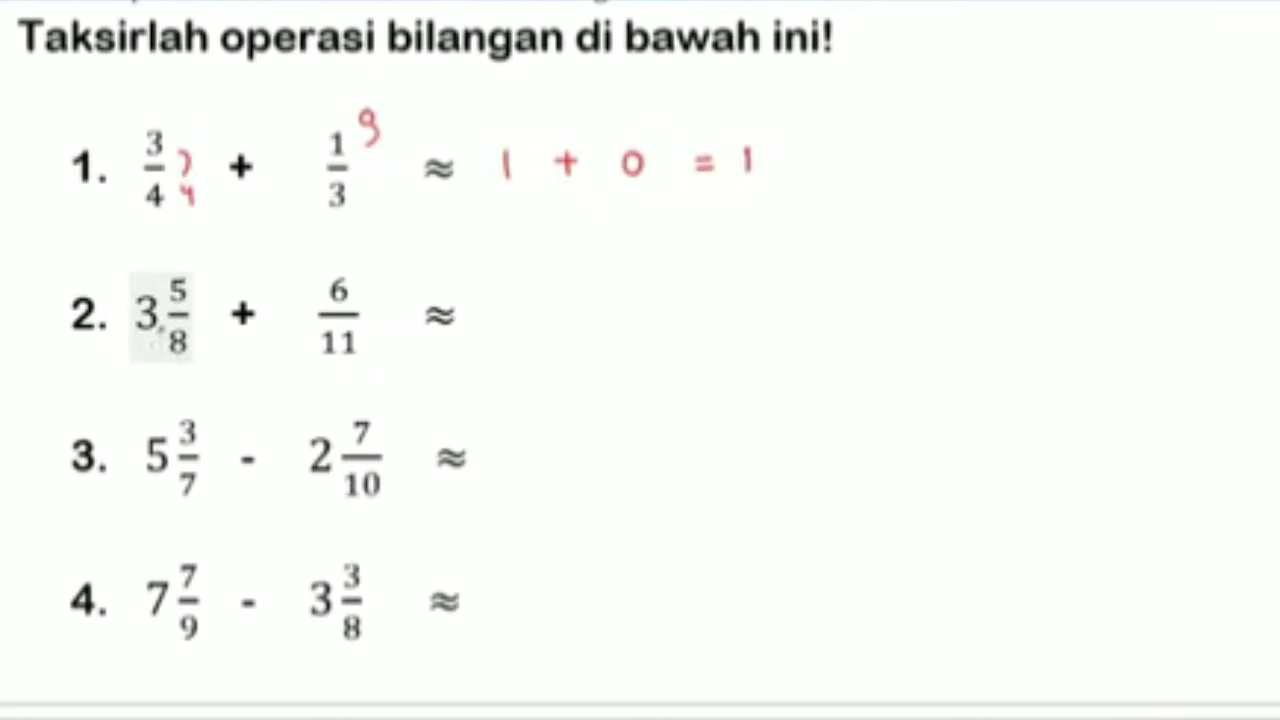 Taksirlah operasi bilangan di bawah ini!
1. 3/4 + 1/3 ≈ 1 + 0 = 1
2. 3 5/8 + 6/11 ≈
3. 5 3/7 - 2 7/10 ≈
4. 7 7/9 - 3 3/8 ≈